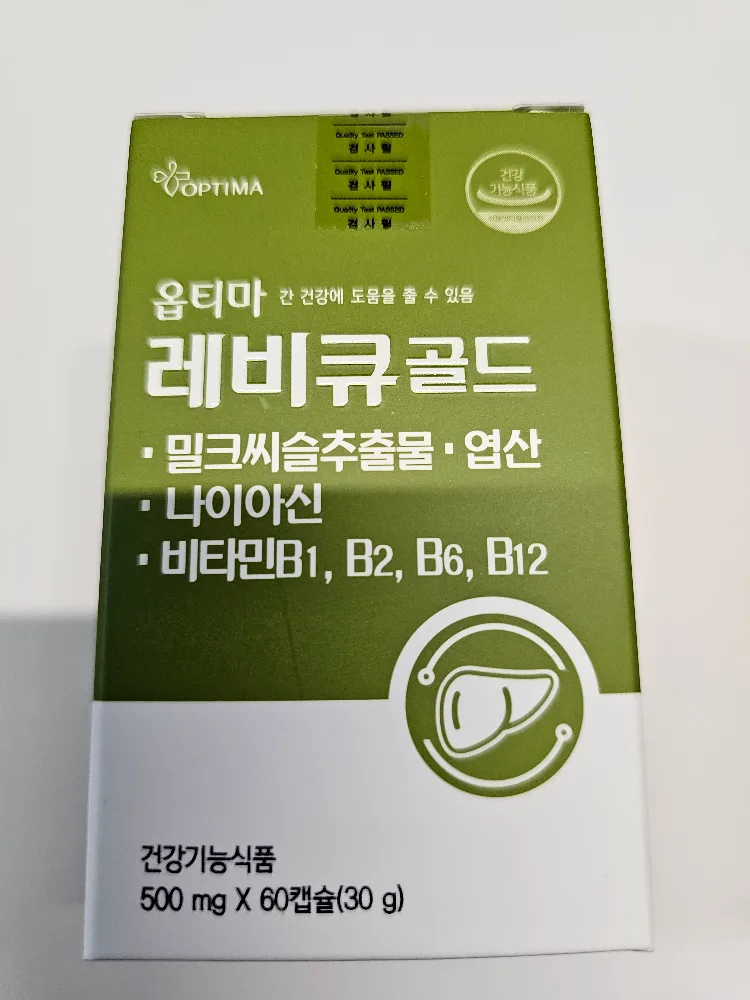 검사필
Quality Test PASSED
검사필
Quality Test PASSED
검사필
Quality Test PASSED
검사필
OPTIMA
건강
기능식품
옵티마 간 건강에 도움을 줄 수 있음
레비큐 골드
· 밀크씨슬추출물 · 엽산
· 나이아신
· 비타민B1, B2, B6, B12
건강기능식품
500 mg X 60캡슐(30 g)